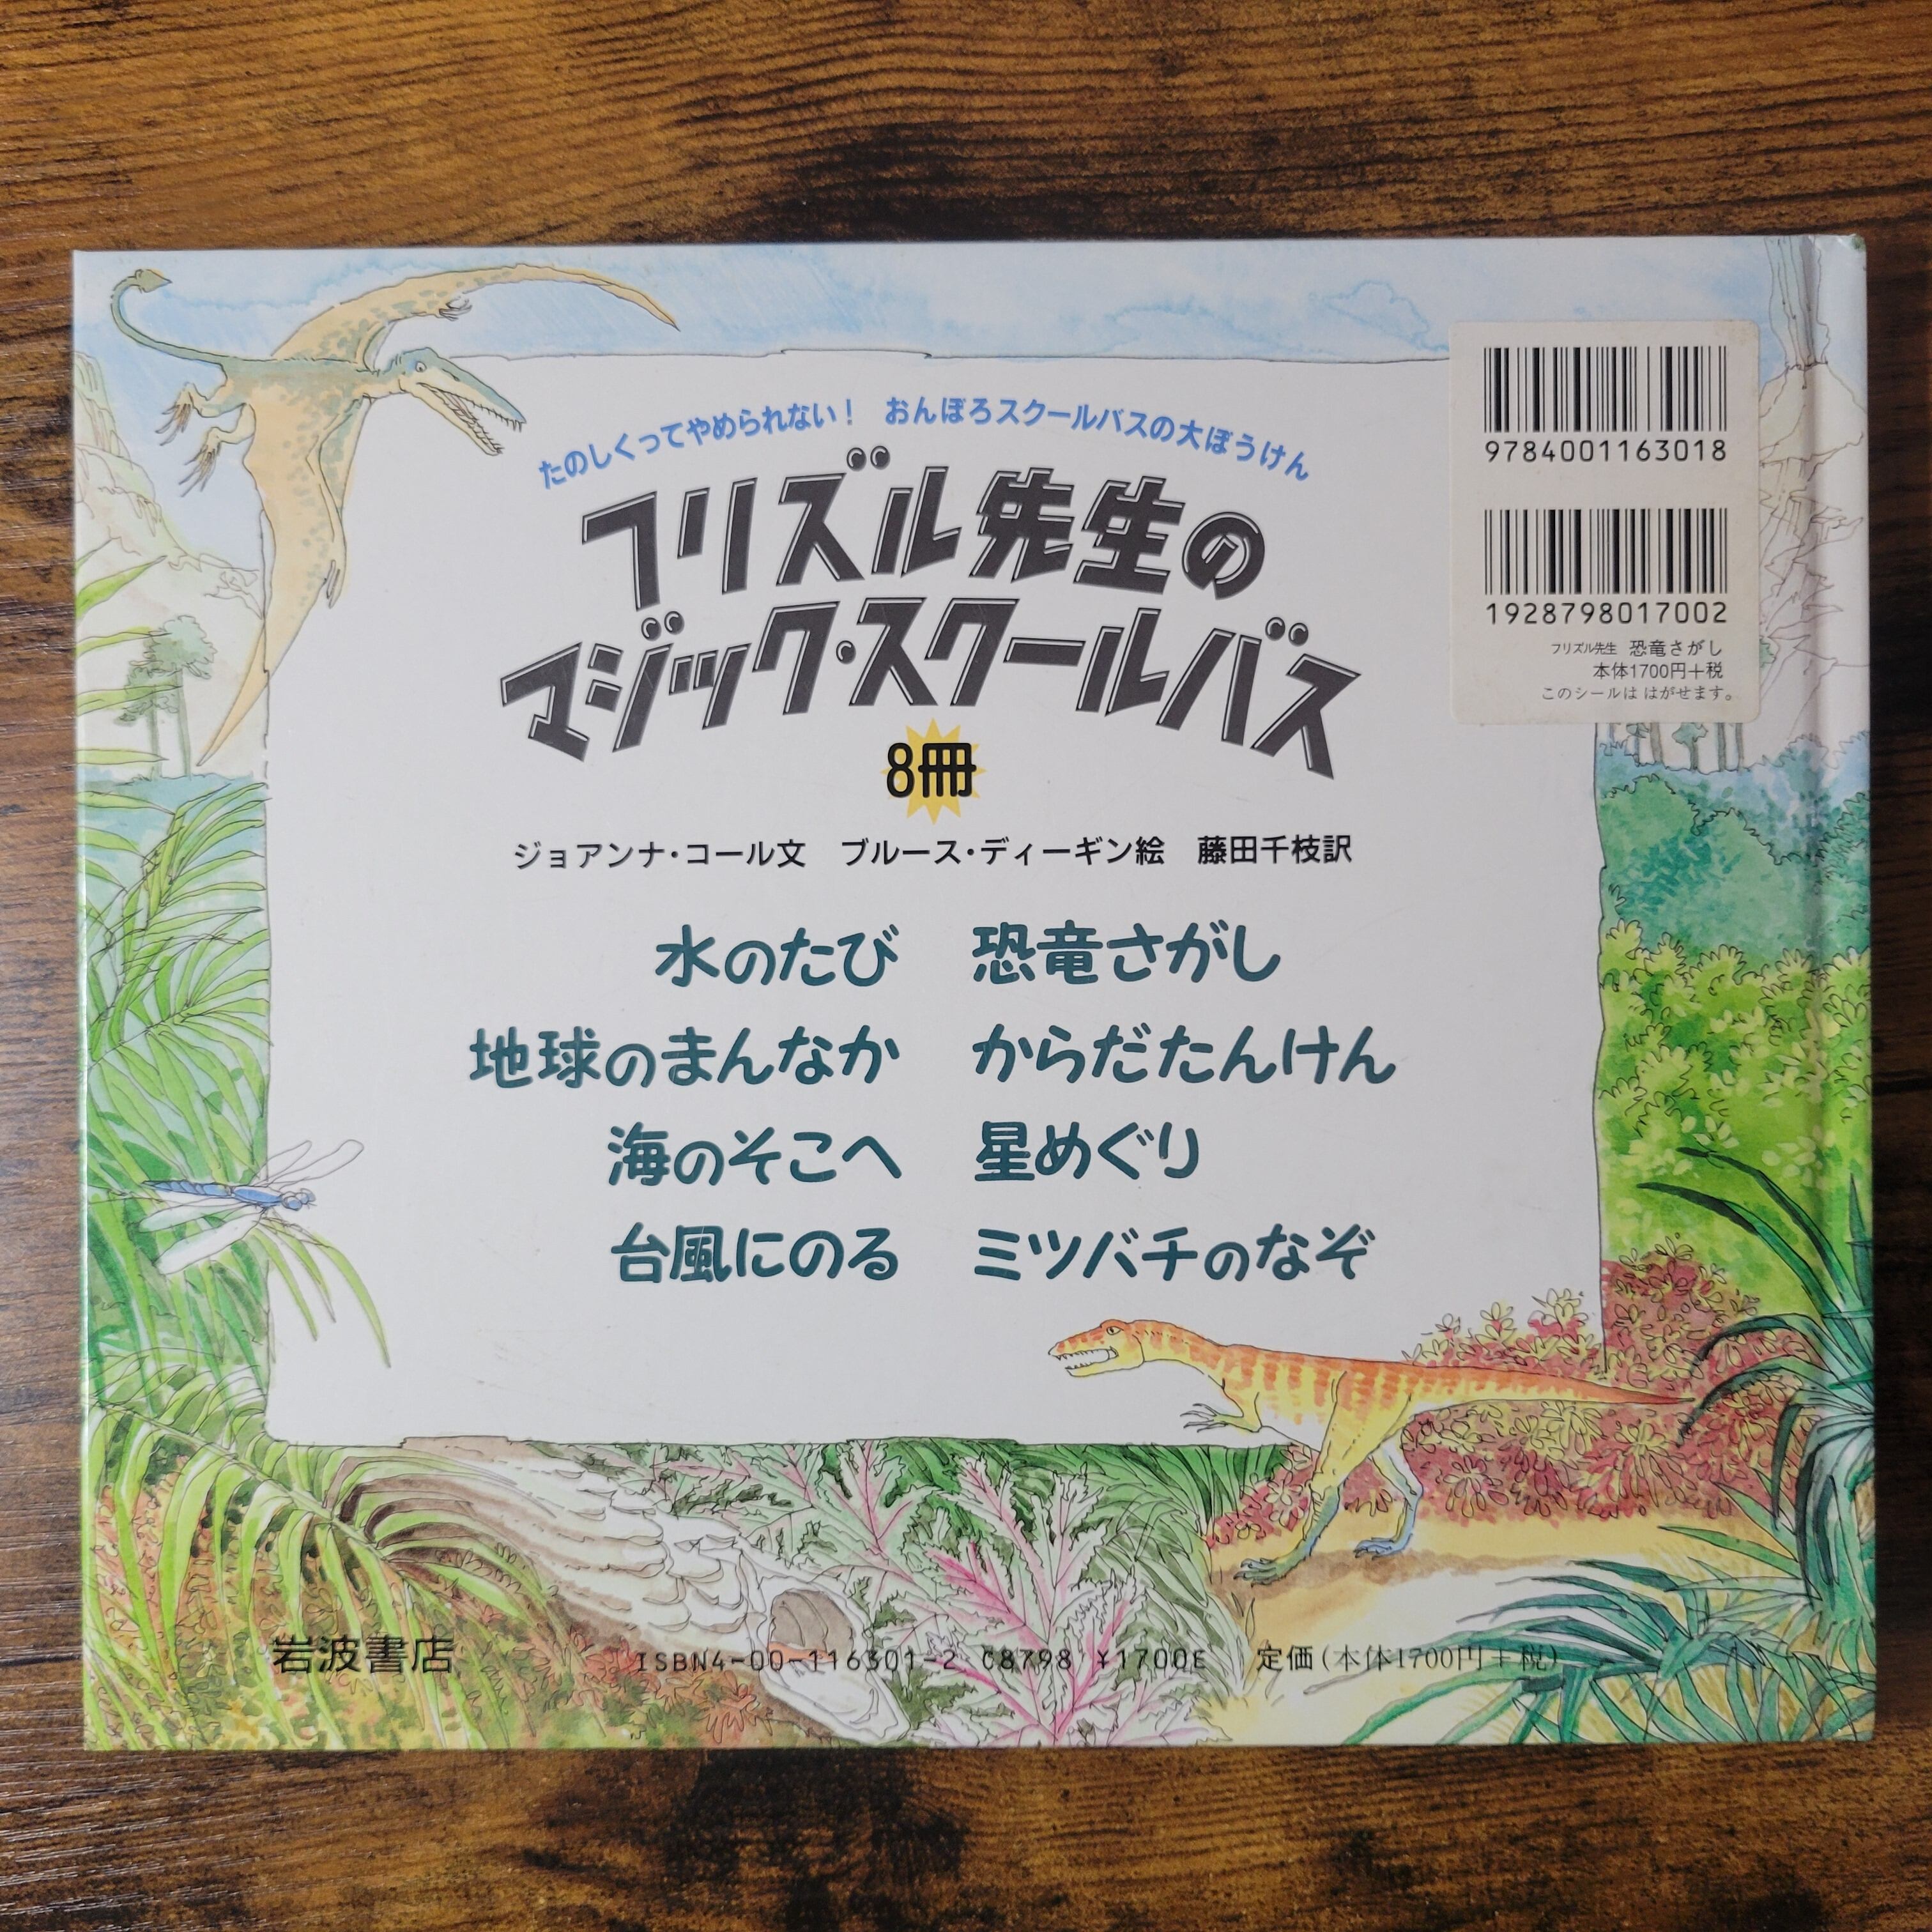 たのしくってやめられない！　おんぼろスクールバスの大ぼうけん
フリズル先生の
マジック・スクールバス
8冊
ジョアンナ・コール文　ブルース・ディーギン絵　藤田千枝訳
水のたび　恐竜さがし
地球のまんなか　からだたんけん
海のそこへ　星めぐり
台風にのる　ミツバチのなぞ
9784001163018
1928798017002
フリズル先生　恐竜さがし
本体1700円＋税
このシールは はがせます。
岩波書店　ISBN4-00-116301-2　C8798　¥1700E　定価（本体1700円＋税）